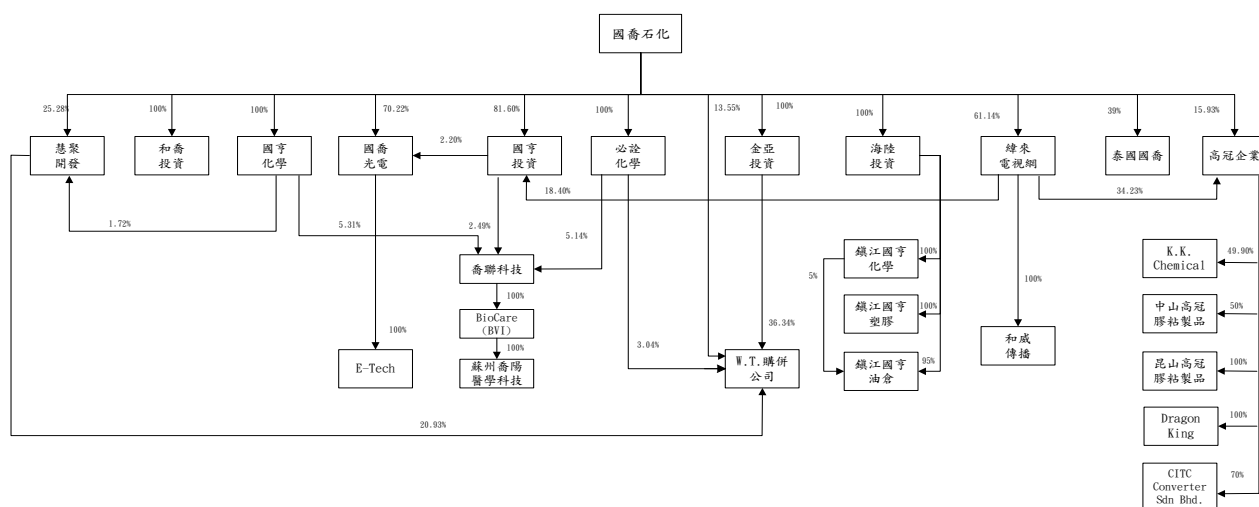 國喬石化
25.28%
100%
100%
70.22%
81.60%
100%
13.55%
100%
100%
61.14%
39%
15.93%
慧聚
開發
和喬
投資
國亨
化學
國喬
光電
2.20%
國亨
投資
必詮
化學
金亞
投資
海陸
投資
緯來
電視網
泰國國喬
高冠企業
18.40%
34.23%
1.72%
5.31%
2.49%
5.14%
喬聯科技
100%
BioCare
(BVI)
100%
蘇州喬陽
醫學科技
100%
E-Tech
3.04%
36.34%
W.T.購併
公司
20.93%
鎮江國亨
化學
100%
5%
鎮江國亨
塑膠
100%
鎮江國亨
油倉
95%
100%
和威
傳播
K.K.
Chemical
49.90%
中山高冠
膠粘製品
50%
昆山高冠
膠粘製品
100%
Dragon
King
100%
CITC
Converter
Sdn Bhd.
70%